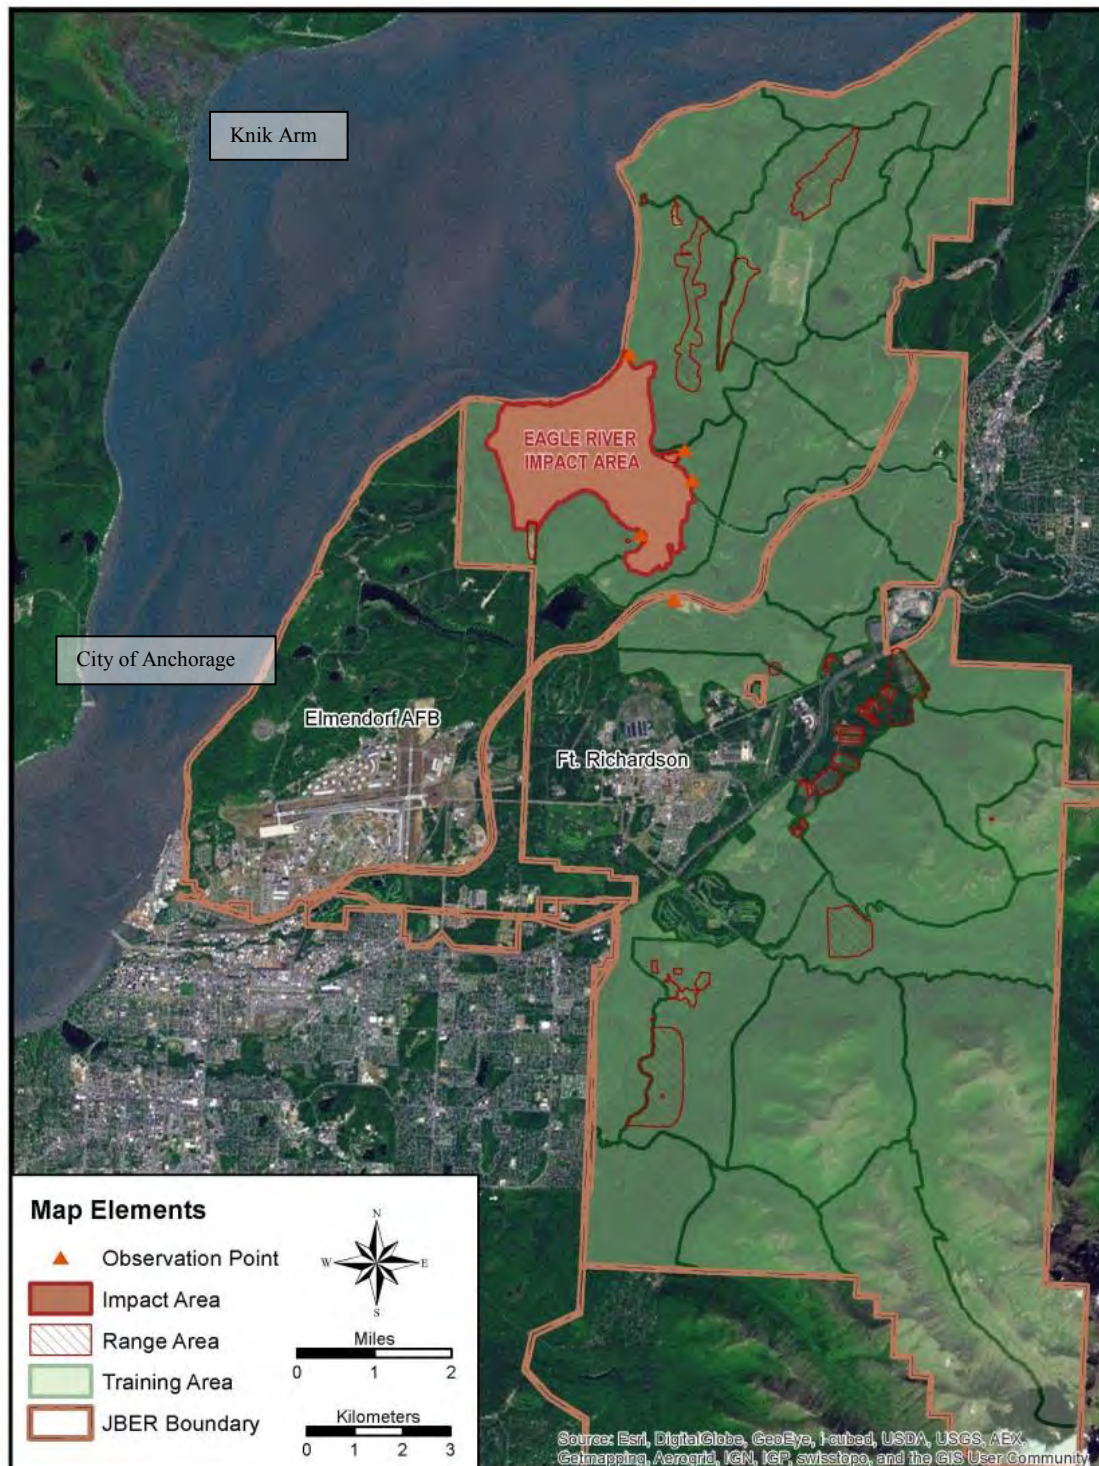 Knik Arm
EAGLE RIVER
IMPACT AREA
City of Anchorage
Elmendorf AFB
Ft. Richardson
Map Elements
Observation Point
Impact Area
Range Area
Training Area
JBER Boundary
N
W E
S
Miles
0 1 2
Kilometers
0 1 2 3
Source: Esri, DigitalGlobe, GeoEye, i-cubed, USDA, USGS, AEX,
Getmapping, Aerogrid, IGN, IGP, swisstopo, and the GIS User Community